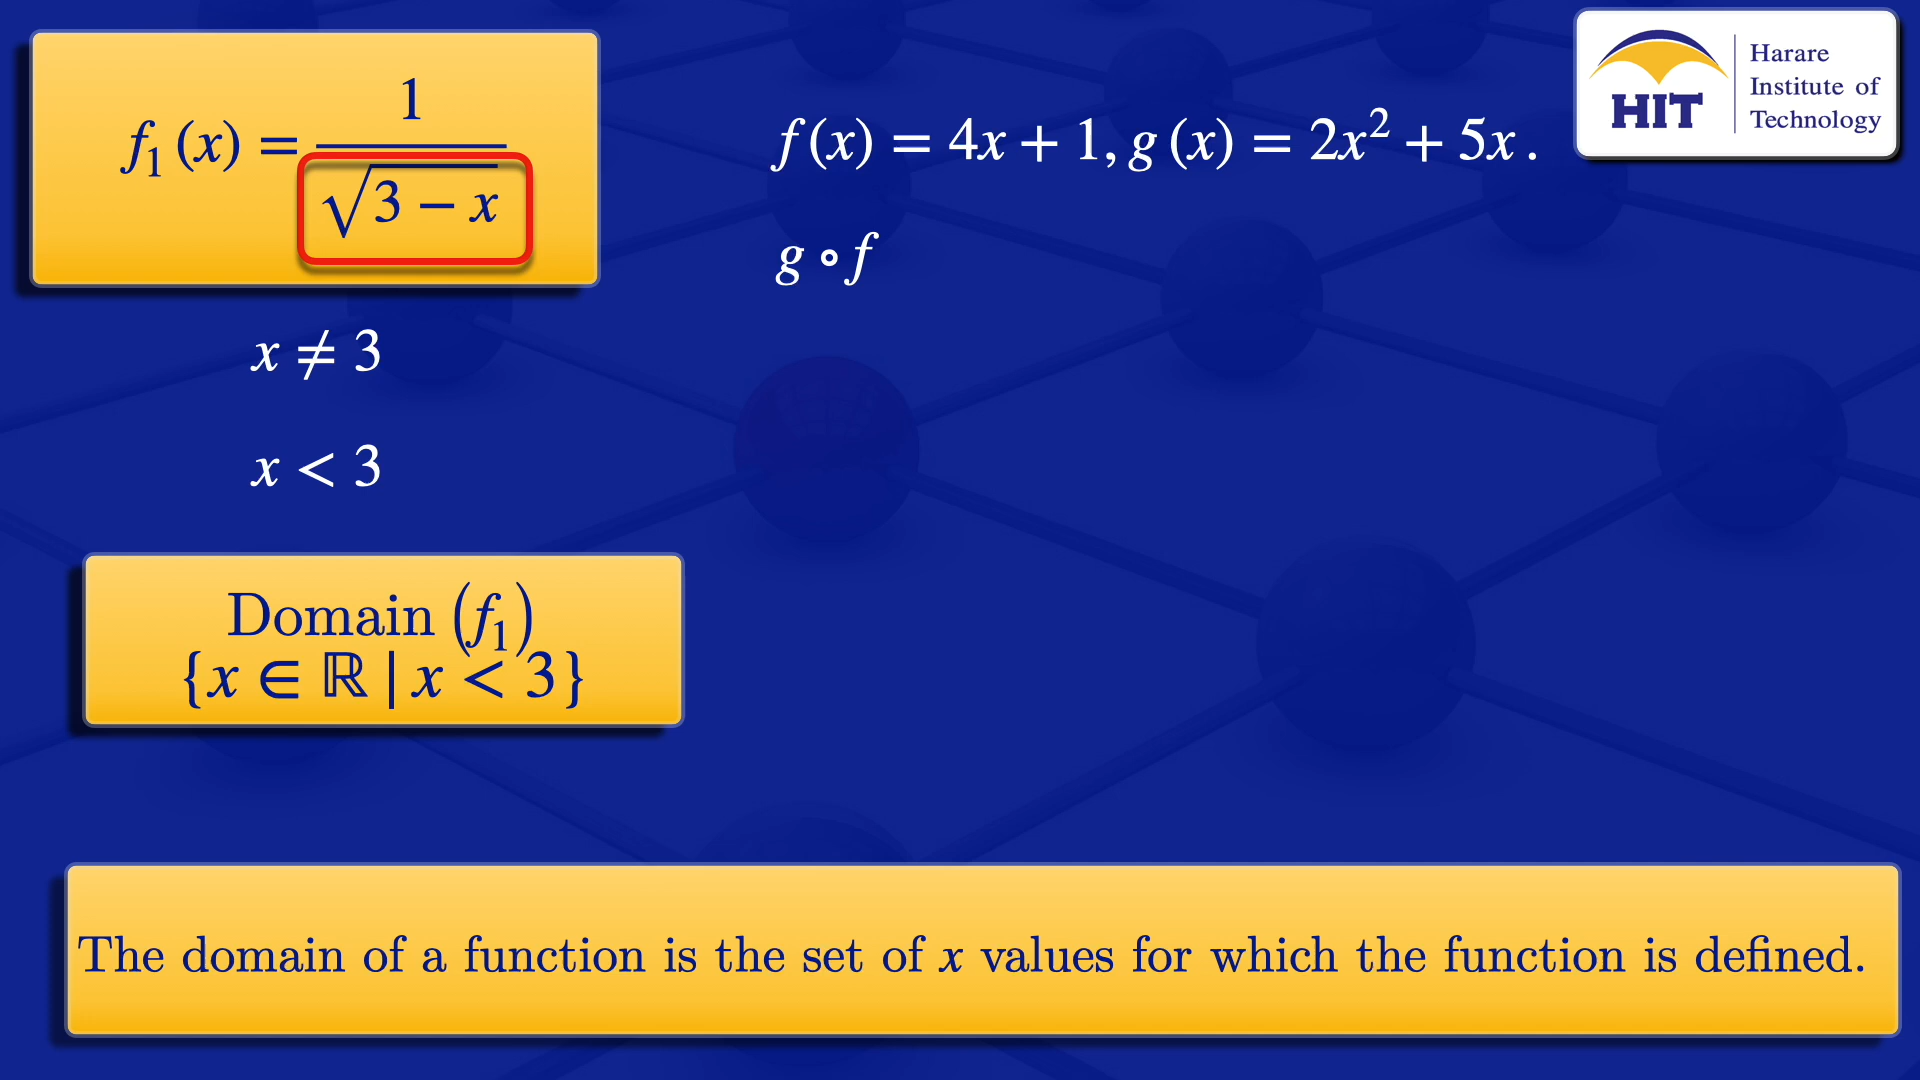 f₁(x) = 1/√(3 − x)
x ≠ 3
x < 3
Domain (f₁)
{x ∈ ℝ | x < 3}
f(x) = 4x + 1, g(x) = 2x² + 5x.
g ∘ f
HIT
Harare
Institute of
Technology
The domain of a function is the set of x values for which the function is defined.